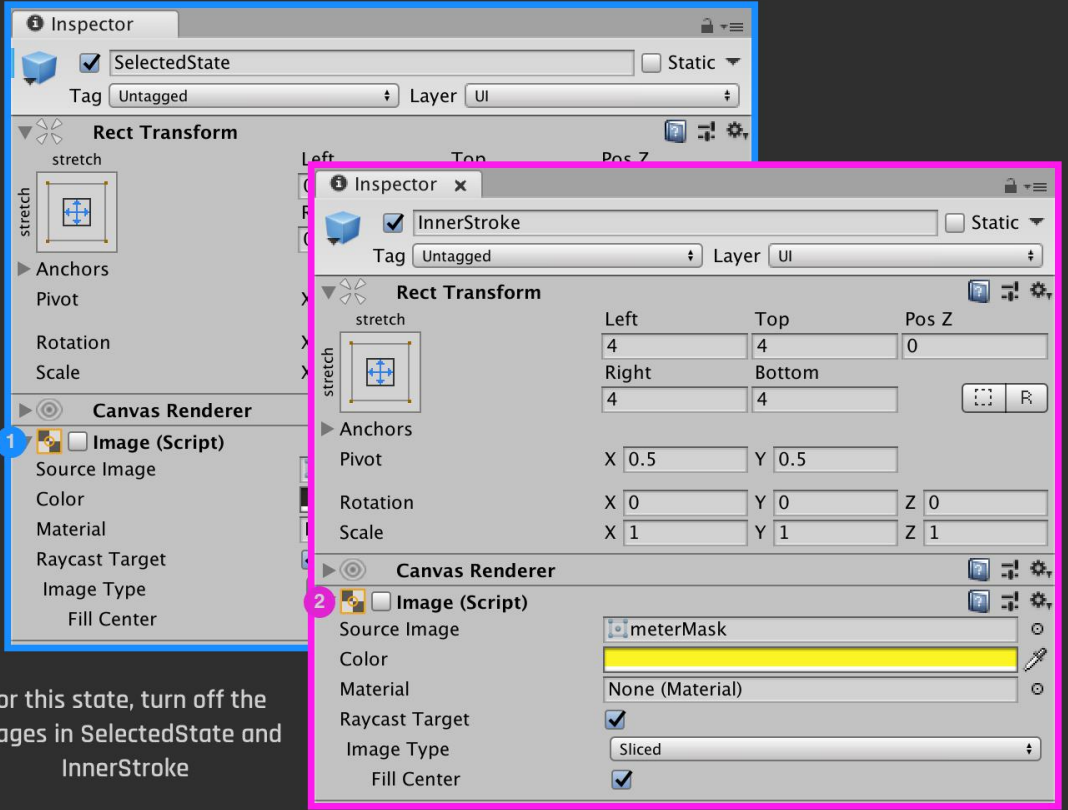 Inspector
SelectedState Static
Tag Untagged Layer UI
Rect Transform
stretch
Left Top Pos Z
stretch
Anchors
Pivot X
Rotation X
Scale X
Canvas Renderer
1 Image (Script)
Source Image
Color
Material
Raycast Target
Image Type
Fill Center
Inspector
InnerStroke Static
Tag Untagged Layer UI
Rect Transform
stretch
Left Top Pos Z
stretch
4 4 0
Right Bottom
4 4 R
Anchors
Pivot X 0.5 Y 0.5
Rotation X 0 Y 0 Z 0
Scale X 1 Y 1 Z 1
Canvas Renderer
2 Image (Script)
Source Image meterMask
Color
Material None (Material)
Raycast Target
Image Type Sliced
Fill Center
or this state, turn off the
ages in SelectedState and
InnerStroke